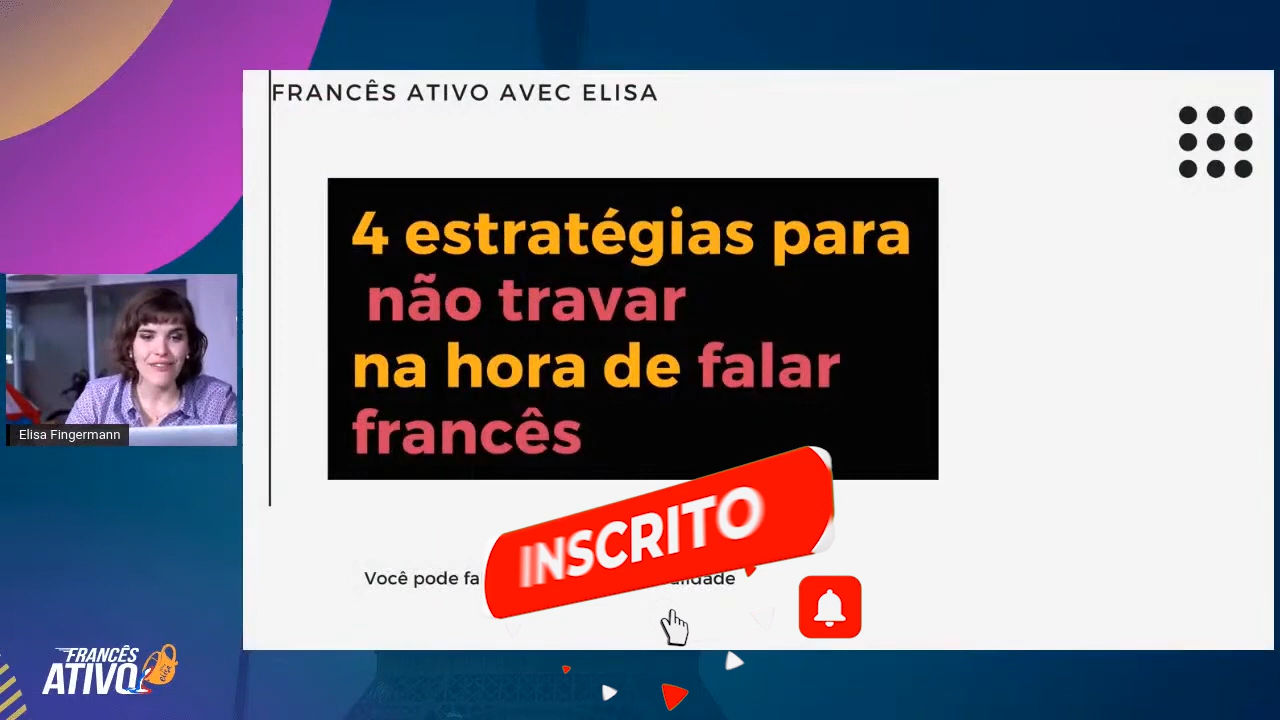 FRANCÊS ATIVO AVEC ELISA
4 estratégias para
não travar
na hora de falar
francês
INSCRITO
Você pode fa
Elisa Fingermann
FRANCÊS
ATIVO